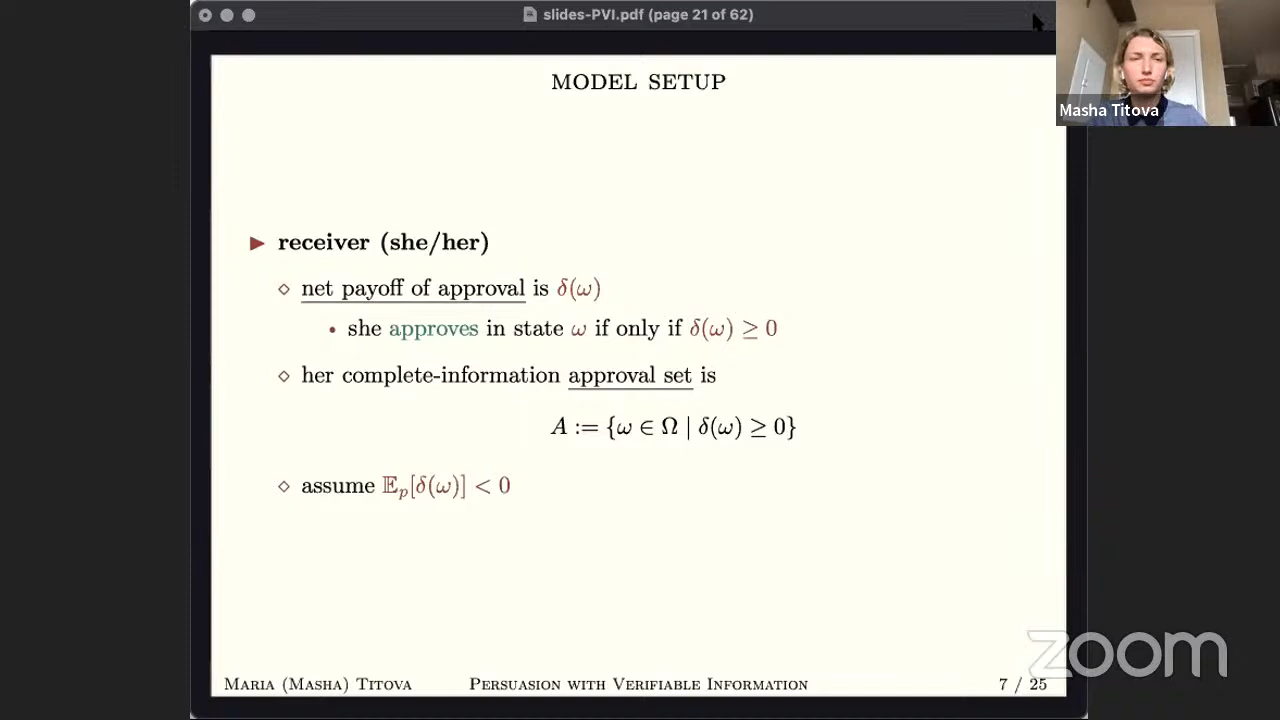 slides-PVI.pdf (page 21 of 62)
MODEL SETUP
Masha Titova
▶ receiver (she/her)
◇ net payoff of approval is δ(ω)
• she approves in state ω if only if δ(ω) ≥ 0
◇ her complete-information approval set is
A := {ω ∈ Ω | δ(ω) ≥ 0}
◇ assume 𝔼ₚ[δ(ω)] < 0
zoom
MARIA (MASHA) TITOVA PERSUASION WITH VERIFIABLE INFORMATION 7 / 25